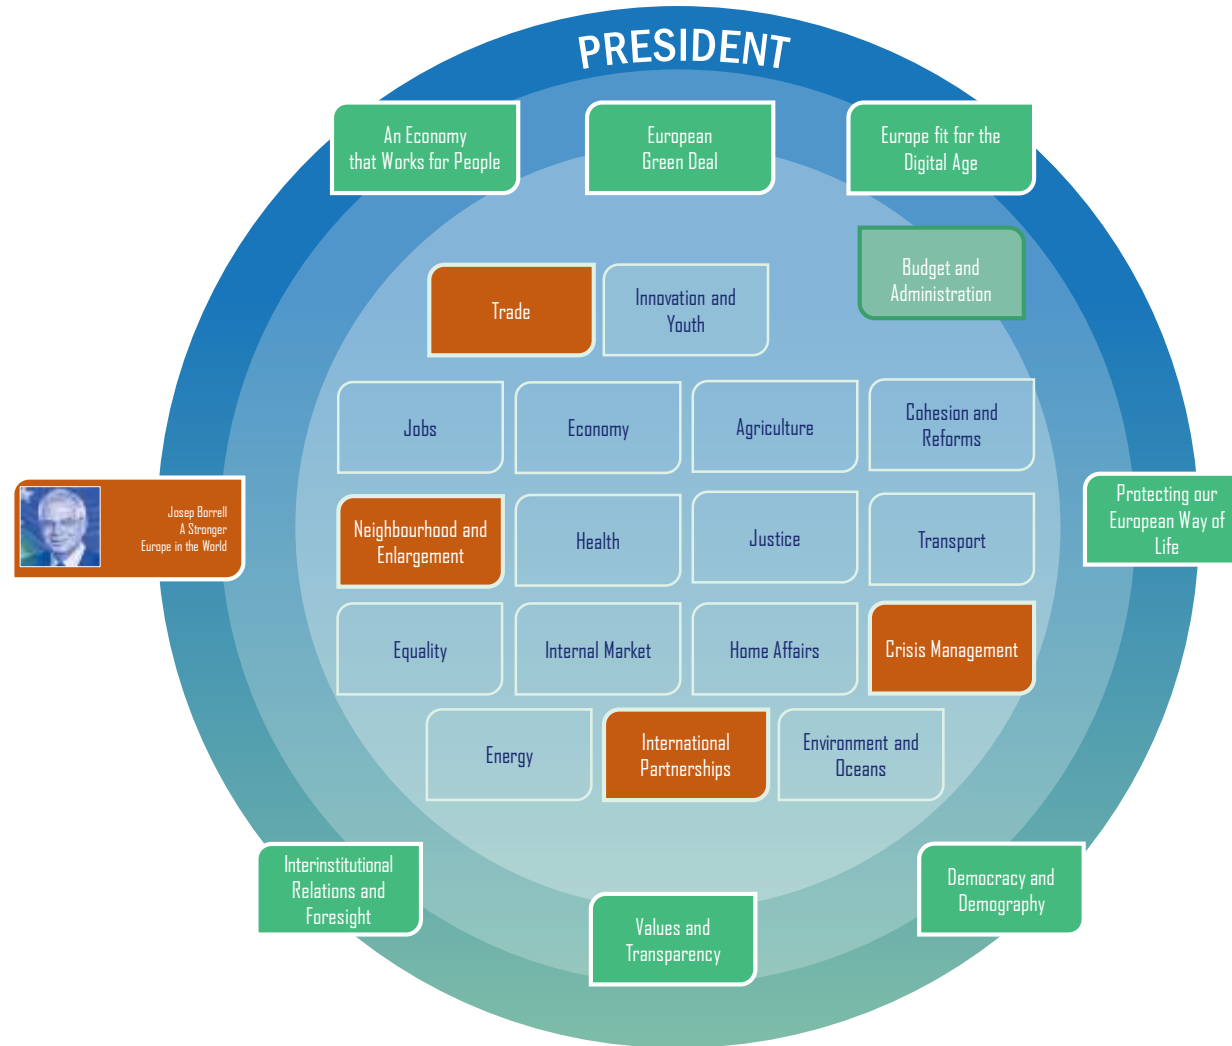 PRESIDENT
An Economy
that Works for People
European
Green Deal
Europe fit for the
Digital Age
Budget and
Administration
Trade
Innovation and
Youth
Jobs
Economy
Agriculture
Cohesion and
Reforms
Josep Borrell
A Stronger
Europe in the World
Neighbourhood and
Enlargement
Health
Justice
Transport
Protecting our
European Way of
Life
Equality
Internal Market
Home Affairs
Crisis Management
Energy
International
Partnerships
Environment and
Oceans
Interinstitutional
Relations and
Foresight
Values and
Transparency
Democracy and
Demography